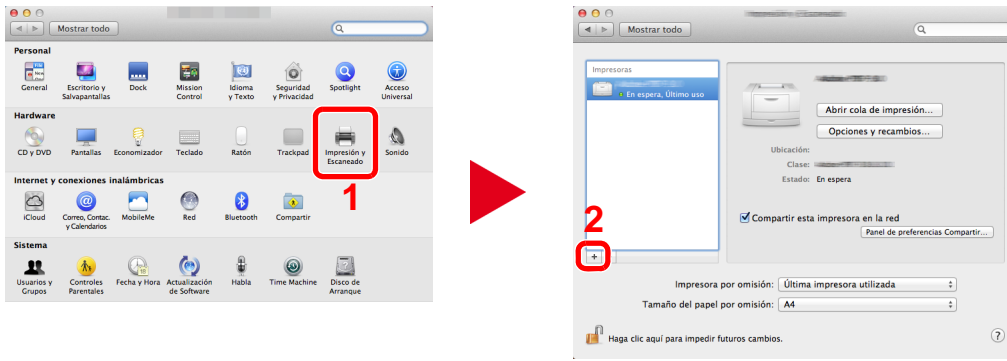 Mostrar todo
Personal
General
Escritorio y
Salvapantallas
Dock
Mission
Control
Idioma
y Texto
Seguridad
y Privacidad
Spotlight
Acceso
Universal
Hardware
CD y DVD
Pantallas
Economizador
Teclado
Ratón
Trackpad
Impresión y
Escaneado
Sonido
1
Internet y conexiones inalámbricas
iCloud
Correo, Contac.
y Calendarios
MobileMe
Red
Bluetooth
Compartir
Sistema
Usuarios y
Grupos
Controles
Parentales
Fecha y Hora
Actualización
de Software
Habla
Time Machine
Disco de
Arranque
Mostrar todo
Impresoras
En espera, Último uso
2
+
Abrir cola de impresión...
Opciones y recambios...
Ubicación:
Clase:
Estado: En espera
Compartir esta impresora en la red
Panel de preferencias Compartir...
Impresora por omisión: Última impresora utilizada
Tamaño del papel por omisión: A4
Haga clic aquí para impedir futuros cambios.
?